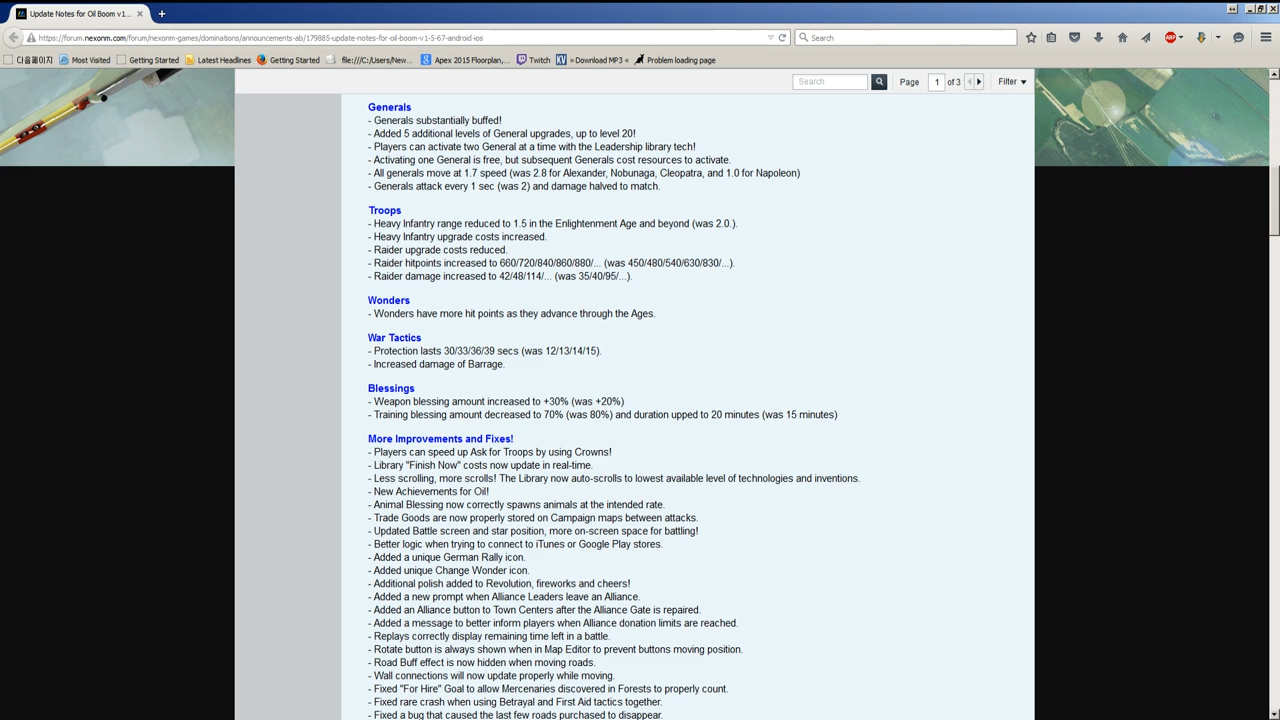 Update Notes for Oil Boom v1...
https://forum.nexonm.com/forum/nexonm-games/dominations/announcements-ab/179885-update-notes-for-oil-boom-v1-5-67-android-ios
Search
다음페이지 Most Visited Getting Started Latest Headlines Getting Started file:///C:/Users/New... Apex 2015 Floorplan,... Twitch » Download MP3 « Problem loading page
Search Page 1 of 3 Filter
Generals
- Generals substantially buffed!
- Added 5 additional levels of General upgrades, up to level 20!
- Players can activate two General at a time with the Leadership library tech!
- Activating one General is free, but subsequent Generals cost resources to activate.
- All generals move at 1.7 speed (was 2.8 for Alexander, Nobunaga, Cleopatra, and 1.0 for Napoleon)
- Generals attack every 1 sec (was 2) and damage halved to match.
Troops
- Heavy Infantry range reduced to 1.5 in the Enlightenment Age and beyond (was 2.0.).
- Heavy Infantry upgrade costs increased.
- Raider upgrade costs reduced.
- Raider hitpoints increased to 660/720/840/860/880/... (was 450/480/540/630/830/...).
- Raider damage increased to 42/48/114/... (was 35/40/95/...).
Wonders
- Wonders have more hit points as they advance through the Ages.
War Tactics
- Protection lasts 30/33/36/39 secs (was 12/13/14/15).
- Increased damage of Barrage.
Blessings
- Weapon blessing amount increased to +30% (was +20%)
- Training blessing amount decreased to 70% (was 80%) and duration upped to 20 minutes (was 15 minutes)
More Improvements and Fixes!
- Players can speed up Ask for Troops by using Crowns!
- Library "Finish Now" costs now update in real-time.
- Less scrolling, more scrolls! The Library now auto-scrolls to lowest available level of technologies and inventions.
- New Achievements for Oil!
- Animal Blessing now correctly spawns animals at the intended rate.
- Trade Goods are now properly stored on Campaign maps between attacks.
- Updated Battle screen and star position, more on-screen space for battling!
- Better logic when trying to connect to iTunes or Google Play stores.
- Added a unique German Rally icon.
- Added unique Change Wonder icon.
- Additional polish added to Revolution, fireworks and cheers!
- Added a new prompt when Alliance Leaders leave an Alliance.
- Added an Alliance button to Town Centers after the Alliance Gate is repaired.
- Added a message to better inform players when Alliance donation limits are reached.
- Replays correctly display remaining time left in a battle.
- Rotate button is always shown when in Map Editor to prevent buttons moving position.
- Road Buff effect is now hidden when moving roads.
- Wall connections will now update properly while moving.
- Fixed "For Hire" Goal to allow Mercenaries discovered in Forests to properly count.
- Fixed rare crash when using Betrayal and First Aid tactics together.
- Fixed a bug that caused the last few roads purchased to disappear.